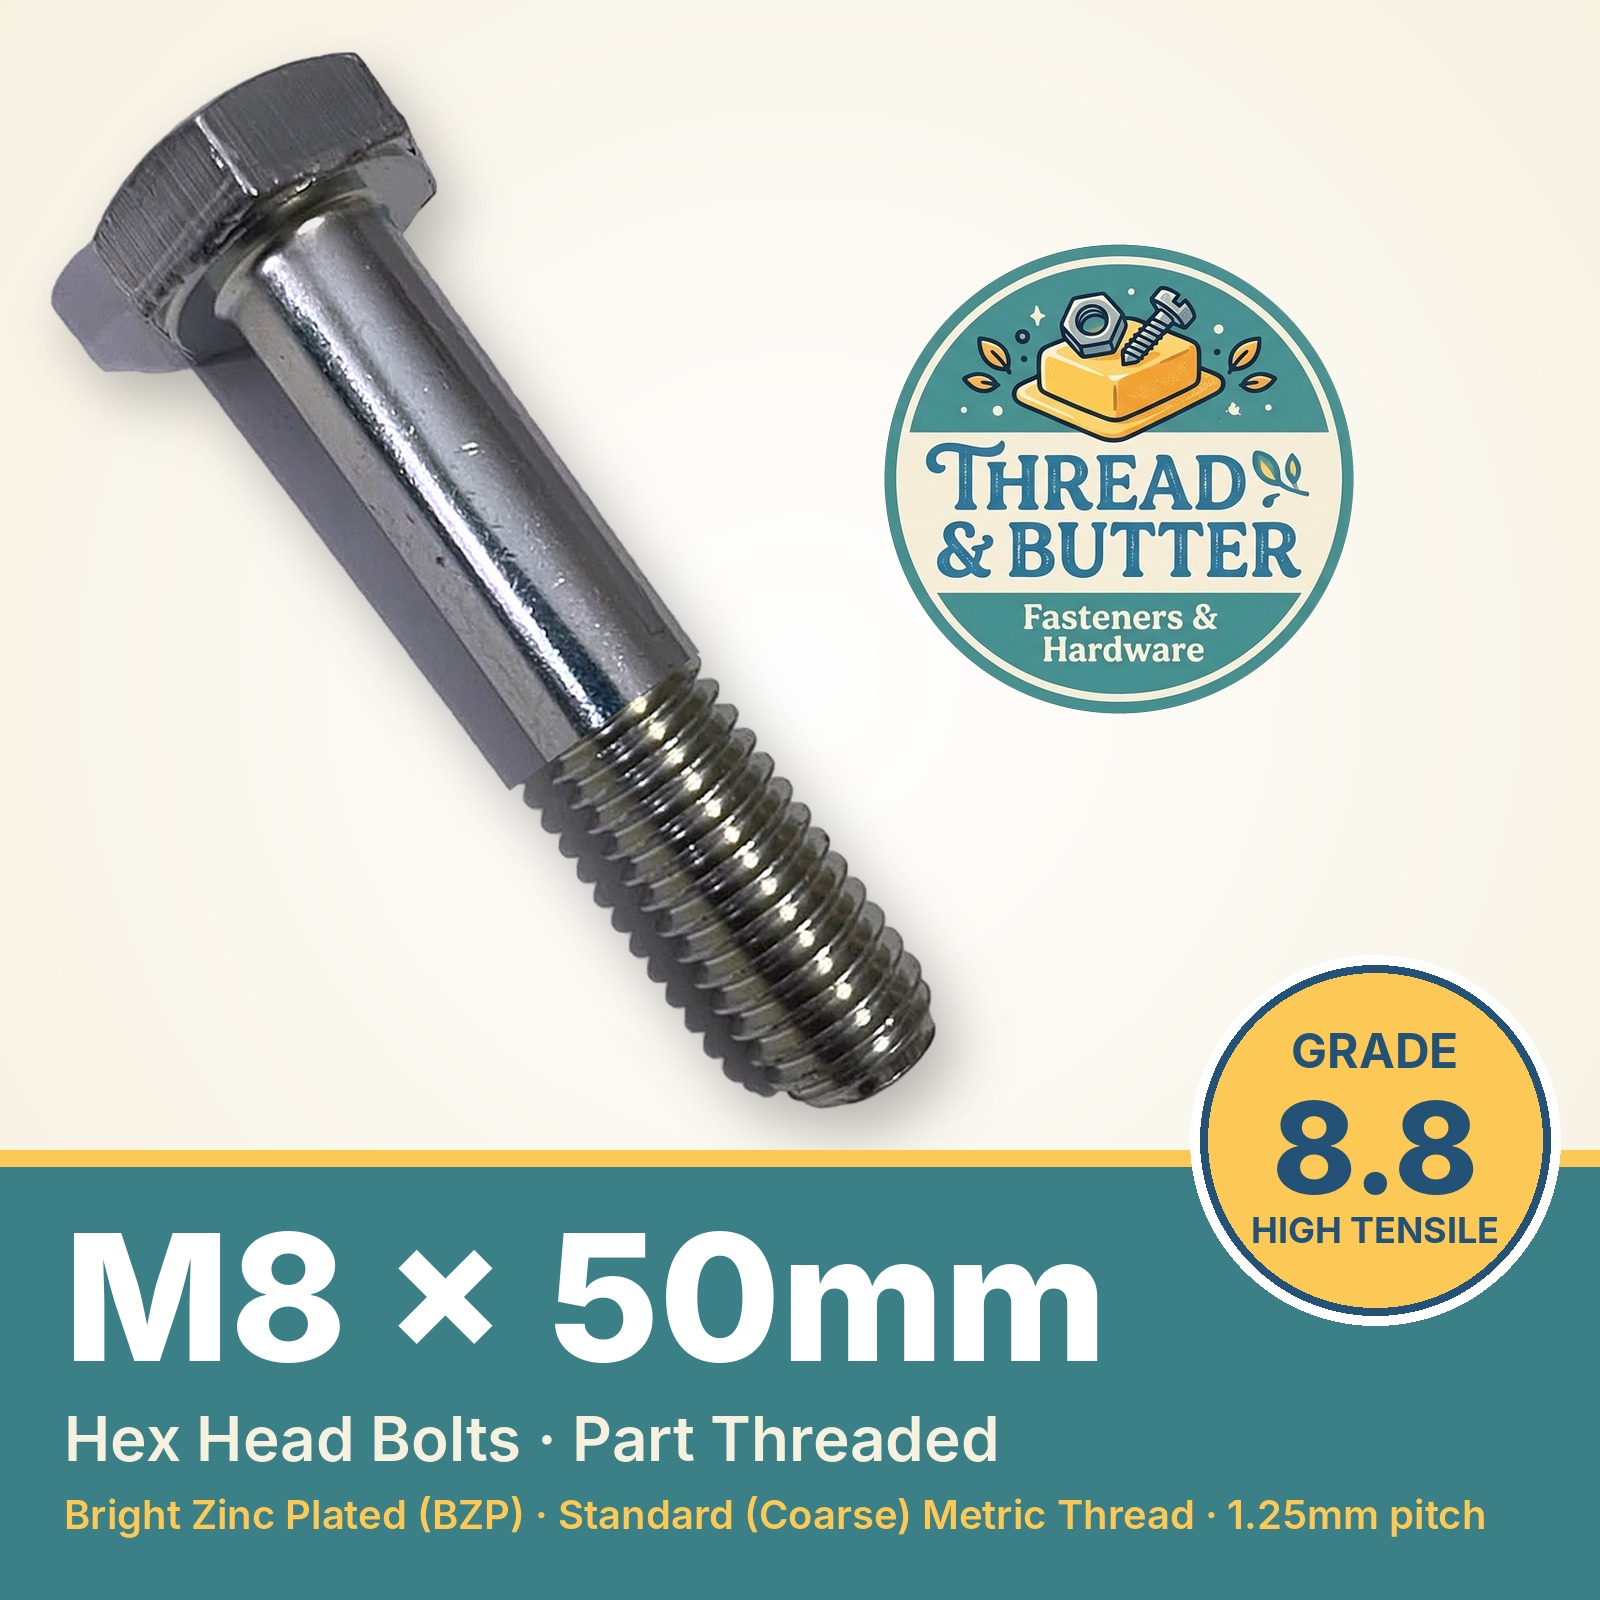 THREAD
& BUTTER
Fasteners &
Hardware
GRADE
8.8
HIGH TENSILE
M8 × 50mm
Hex Head Bolts · Part Threaded
Bright Zinc Plated (BZP) · Standard (Coarse) Metric Thread · 1.25mm pitch